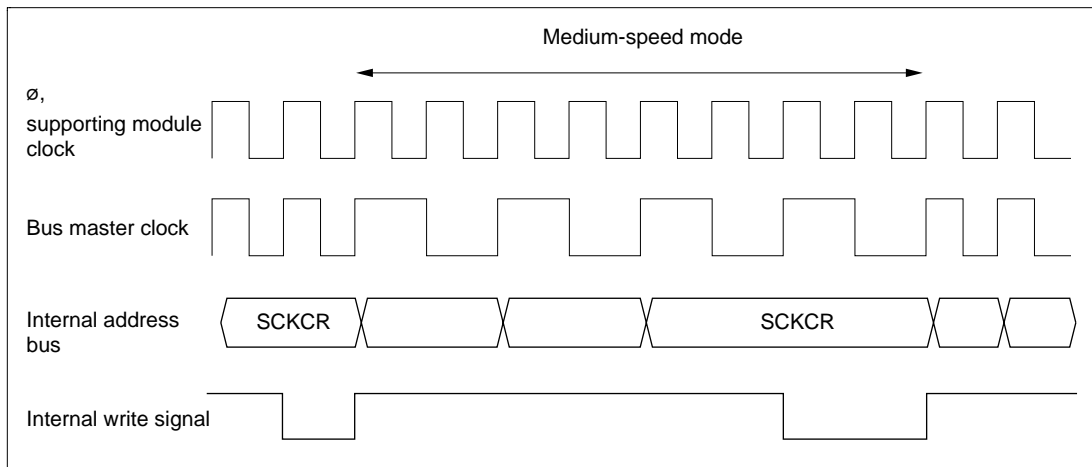 Medium-speed mode
ø,
supporting module
clock
Bus master clock
Internal address
bus
SCKCR
SCKCR
Internal write signal